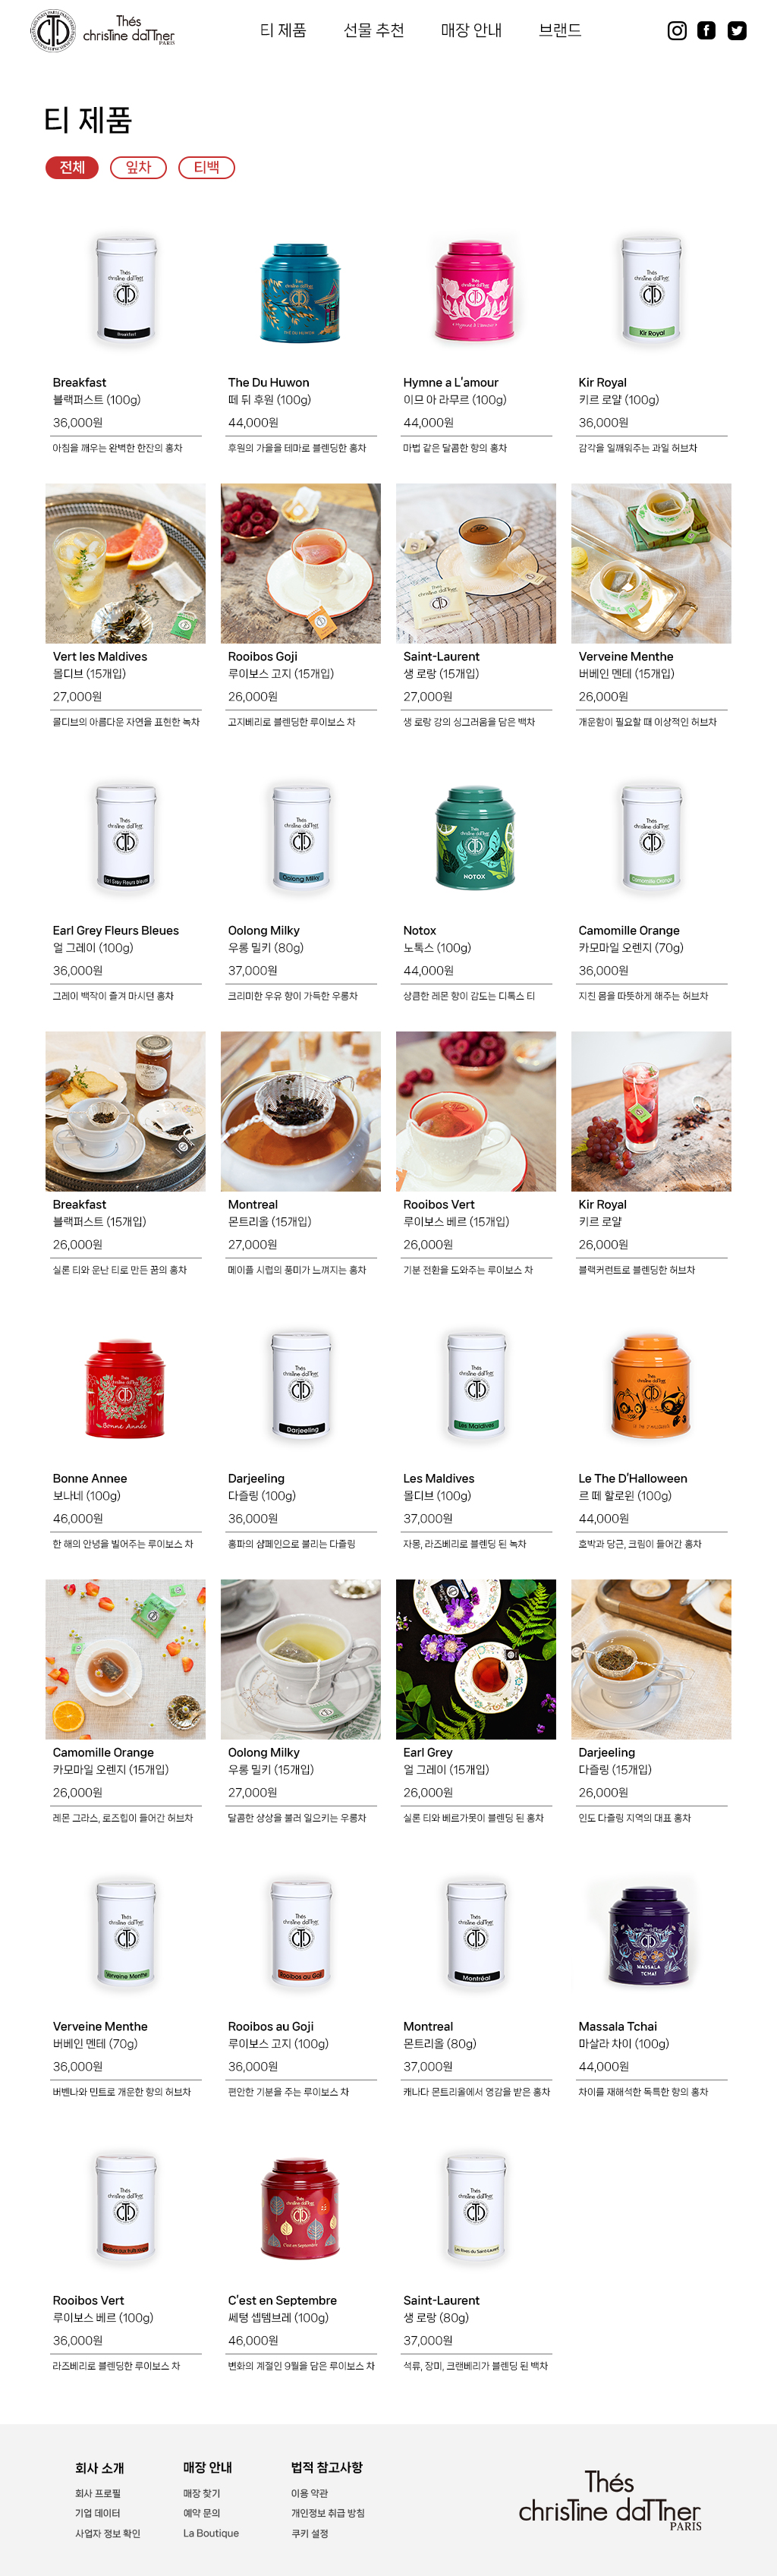 Thés
christine dattner
PARIS
티 제품
선물 추천
매장 안내
브랜드
티 제품
전체
잎차
티백
Breakfast
블랙퍼스트 (100g)
36,000원
아침을 깨우는 완벽한 한잔의 홍차
The Du Huwon
떼 뒤 후원 (100g)
44,000원
후원의 가을을 테마로 블렌딩한 홍차
Hymne a L'amour
이므 아 라무르 (100g)
44,000원
마법 같은 달콤한 향의 홍차
Kir Royal
키르 로얄 (100g)
36,000원
감각을 일깨워주는 과일 허브차
Vert les Maldives
몰디브 (15개입)
27,000원
몰디브의 아름다운 자연을 표현한 녹차
Rooibos Goji
루이보스 고지 (15개입)
26,000원
고지베리로 블렌딩한 루이보스 차
Saint-Laurent
생 로랑 (15개입)
27,000원
생 로랑 강의 싱그러움을 담은 백차
Verveine Menthe
버베인 멘테 (15개입)
26,000원
개운함이 필요할 때 이상적인 허브차
Earl Grey Fleurs Bleues
얼 그레이 (100g)
36,000원
그레이 백작이 즐겨 마시던 홍차
Oolong Milky
우롱 밀키 (80g)
37,000원
크리미한 우유 향이 가득한 우롱차
Notox
노톡스 (100g)
44,000원
상큼한 레몬 향이 감도는 디톡스 티
Camomille Orange
카모마일 오렌지 (70g)
36,000원
지친 몸을 따뜻하게 해주는 허브차
Breakfast
블랙퍼스트 (15개입)
26,000원
실론 티와 운난 티로 만든 꿈의 홍차
Montreal
몬트리올 (15개입)
27,000원
메이플 시럽의 풍미가 느껴지는 홍차
Rooibos Vert
루이보스 베르 (15개입)
26,000원
기분 전환을 도와주는 루이보스 차
Kir Royal
키르 로얄
26,000원
블랙커런트로 블렌딩한 허브차
Bonne Annee
보나네 (100g)
46,000원
한 해의 안녕을 빌어주는 루이보스 차
Darjeeling
다즐링 (100g)
36,000원
홍파의 샴페인으로 불리는 다즐링
Les Maldives
몰디브 (100g)
37,000원
자몽, 라즈베리로 블렌딩 된 녹차
Le The D'Halloween
르 떼 할로윈 (100g)
44,000원
호박과 당근, 크림이 들어간 홍차
Camomille Orange
카모마일 오렌지 (15개입)
26,000원
레몬 그라스, 로즈힙이 들어간 허브차
Oolong Milky
우롱 밀키 (15개입)
27,000원
달콤한 상상을 불러 일으키는 우롱차
Earl Grey
얼 그레이 (15개입)
26,000원
실론 티와 베르가못이 블렌딩 된 홍차
Darjeeling
다즐링 (15개입)
26,000원
인도 다즐링 지역의 대표 홍차
Verveine Menthe
버베인 멘테 (70g)
36,000원
버벤나와 민트로 개운한 향의 허브차
Rooibos au Goji
루이보스 고지 (100g)
36,000원
편안한 기분을 주는 루이보스 차
Montreal
몬트리올 (80g)
37,000원
캐나다 몬트리올에서 영감을 받은 홍차
Massala Tchai
마살라 차이 (100g)
44,000원
차이를 재해석한 독특한 향의 홍차
Rooibos Vert
루이보스 베르 (100g)
36,000원
라즈베리로 블렌딩한 루이보스 차
C'est en Septembre
쎄텅 셉템브레 (100g)
46,000원
변화의 계절인 9월을 담은 루이보스 차
Saint-Laurent
생 로랑 (80g)
37,000원
석류, 장미, 크랜베리가 블렌딩 된 백차
회사 소개
회사 프로필
기업 데이터
사업자 정보 확인
매장 안내
매장 찾기
예약 문의
La Boutique
법적 참고사항
이용 약관
개인정보 취급 방침
쿠키 설정
Thés
christine dattner
PARIS